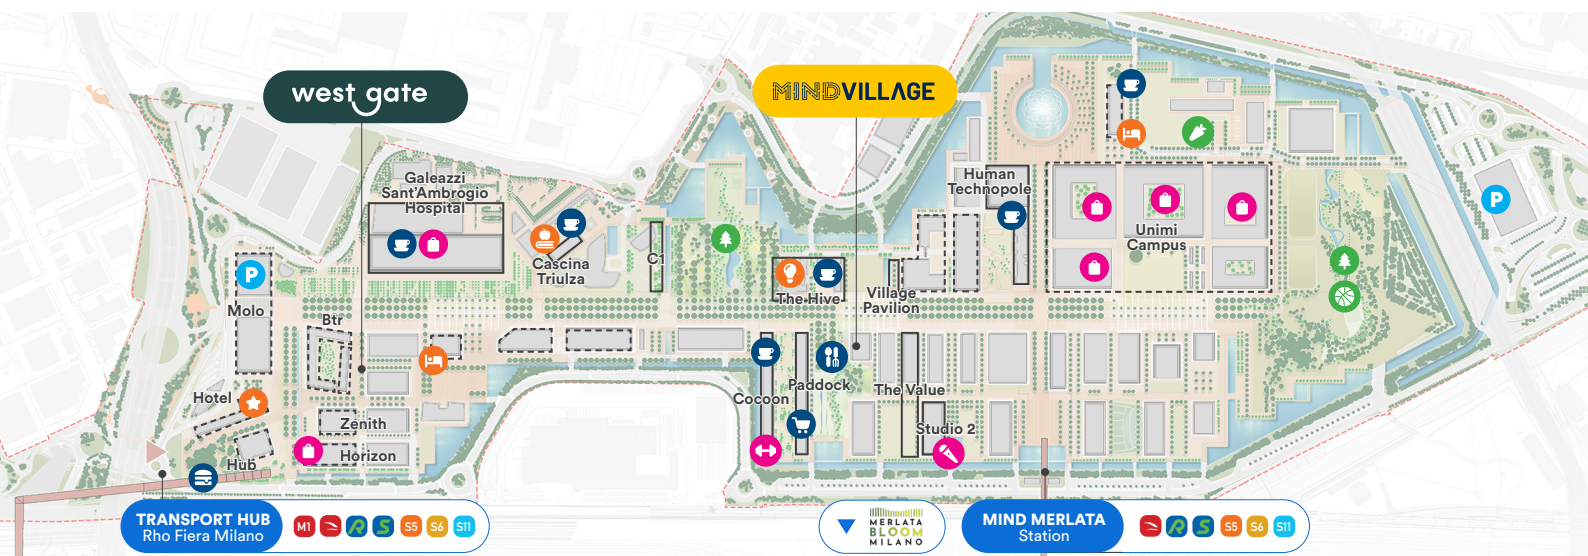 west gate
MINDVILLAGE
Galeazzi
Sant'Ambrogio
Hospital
Human
Technopole
P
Unimi
Campus
Cascina
Triulza
C1
P
Molo
The Hive
Village
Pavilion
Btr
Paddock
Cocoon
The Value
Hotel
Zenith
Studio 2
Horizon
Hub
TRANSPORT HUB
Rho Fiera Milano
M1 R S S5 S6 S11
MERLATA
BLOOM
MILANO
MIND MERLATA
Station
R S S5 S6 S11